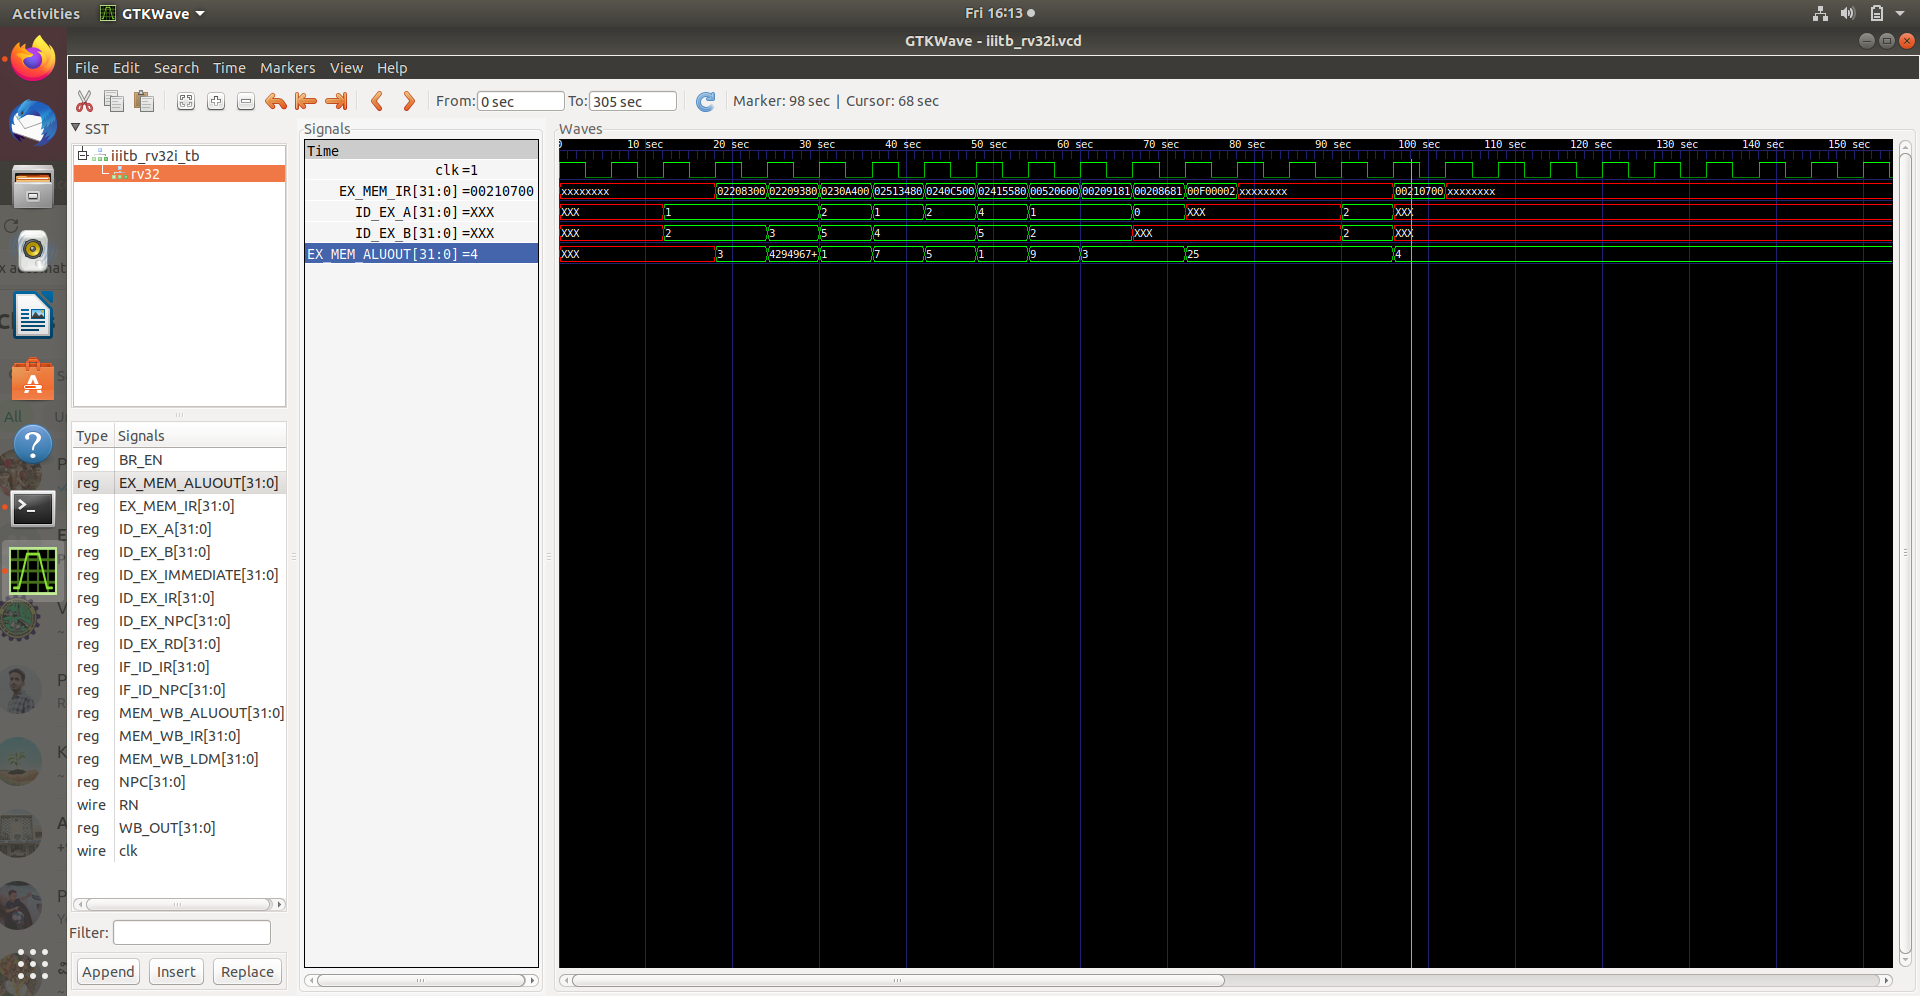 Activities GTKWave Fri 16:13
GTKWave - iiitb_rv32i.vcd
File Edit Search Time Markers View Help
From: 0 sec To: 305 sec Marker: 98 sec | Cursor: 68 sec
SST
iiitb_rv32i_tb
rv32
Type Signals
reg BR_EN
reg EX_MEM_ALUOUT[31:0]
reg EX_MEM_IR[31:0]
reg ID_EX_A[31:0]
reg ID_EX_B[31:0]
reg ID_EX_IMMEDIATE[31:0]
reg ID_EX_IR[31:0]
reg ID_EX_NPC[31:0]
reg ID_EX_RD[31:0]
reg IF_ID_IR[31:0]
reg IF_ID_NPC[31:0]
reg MEM_WB_ALUOUT[31:0]
reg MEM_WB_IR[31:0]
reg MEM_WB_LDM[31:0]
reg NPC[31:0]
wire RN
reg WB_OUT[31:0]
wire clk
Filter:
Append Insert Replace
Signals
Time
clk =1
EX_MEM_IR[31:0] =00210700
ID_EX_A[31:0] =XXX
ID_EX_B[31:0] =XXX
EX_MEM_ALUOUT[31:0] =4
Waves
0 10 sec 20 sec 30 sec 40 sec 50 sec 60 sec 70 sec 80 sec 90 sec 100 sec 110 sec 120 sec 130 sec 140 sec 150 sec
xxxxxxxx 02208300 02209380 0230A400 02513480 0240C500 02415580 00520600 00209181 00208681 00F00002 xxxxxxxx 00210700 xxxxxxxx
XXX 1 2 1 2 4 1 0 XXX 2 XXX
XXX 2 3 5 4 5 2 XXX 2 XXX
XXX 3 4294967+ 1 7 5 1 9 3 25 4